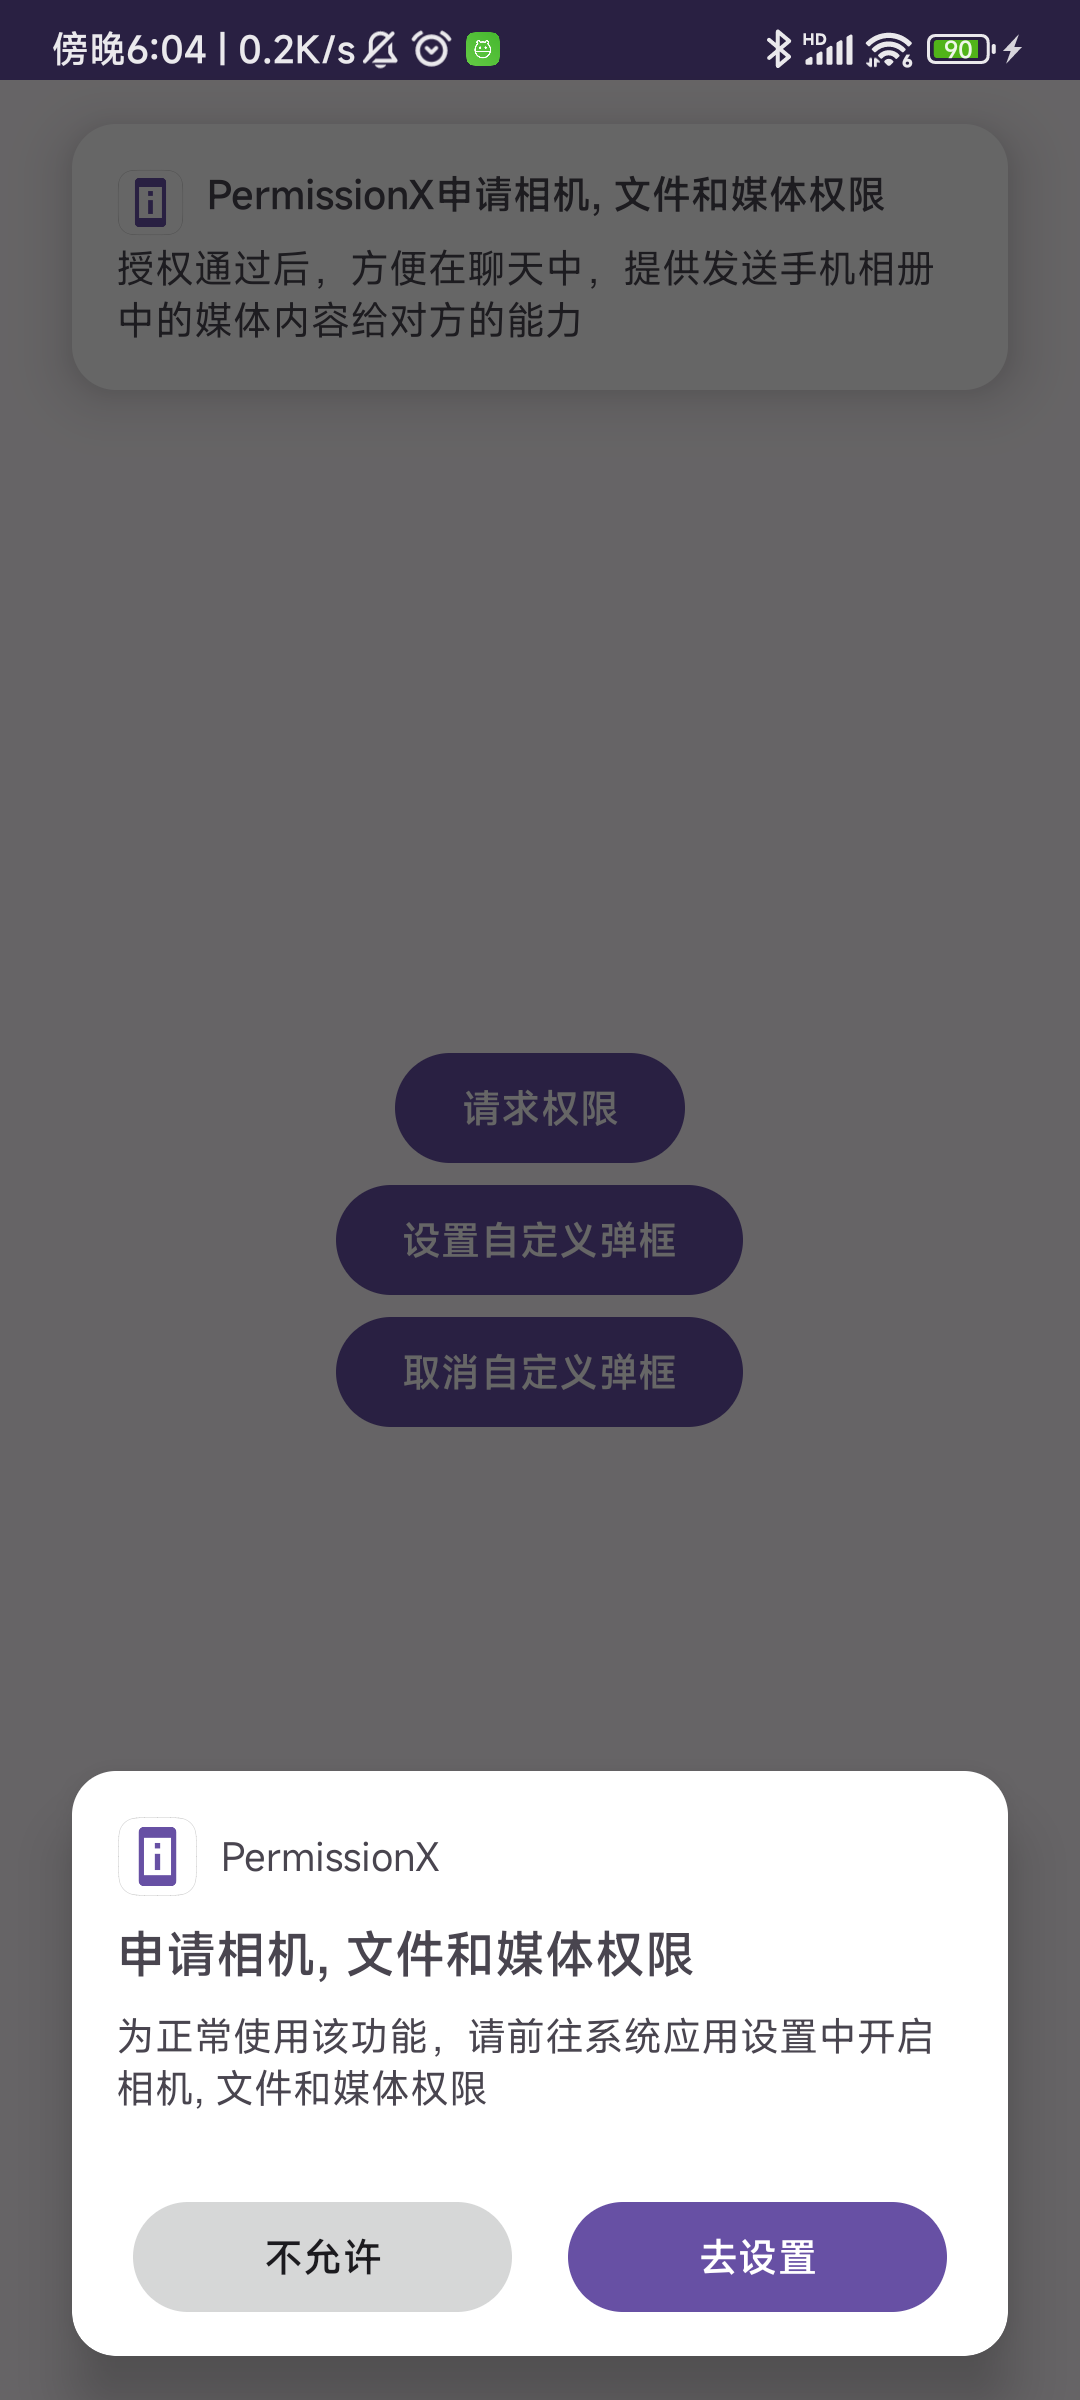 傍晚6:04 | 0.2K/s HD 6 90
PermissionX申请相机, 文件和媒体权限
授权通过后，方便在聊天中，提供发送手机相册
中的媒体内容给对方的能力
请求权限
设置自定义弹框
取消自定义弹框
PermissionX
申请相机, 文件和媒体权限
为正常使用该功能，请前往系统应用设置中开启
相机, 文件和媒体权限
不允许
去设置